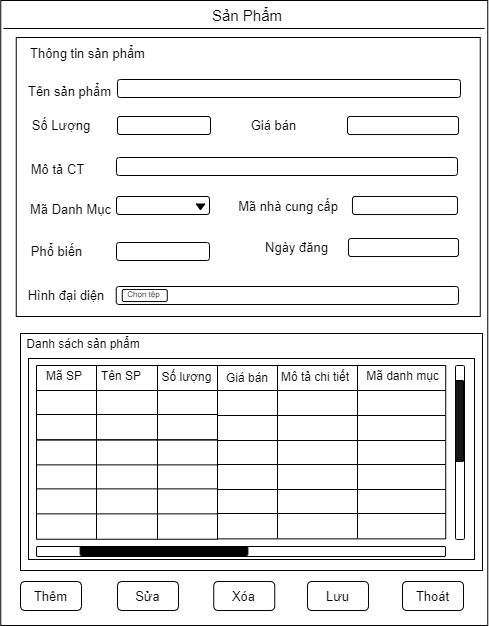 Sản Phẩm
Thông tin sản phẩm
Tên sản phẩm
Số Lượng Giá bán
Mô tả CT
Mã Danh Mục Mã nhà cung cấp
Phổ biến Ngày đăng
Hình đại diện Chọn tệp
Danh sách sản phẩm
Mã SP Tên SP Số lượng Giá bán Mô tả chi tiết Mã danh mục
Thêm Sửa Xóa Lưu Thoát